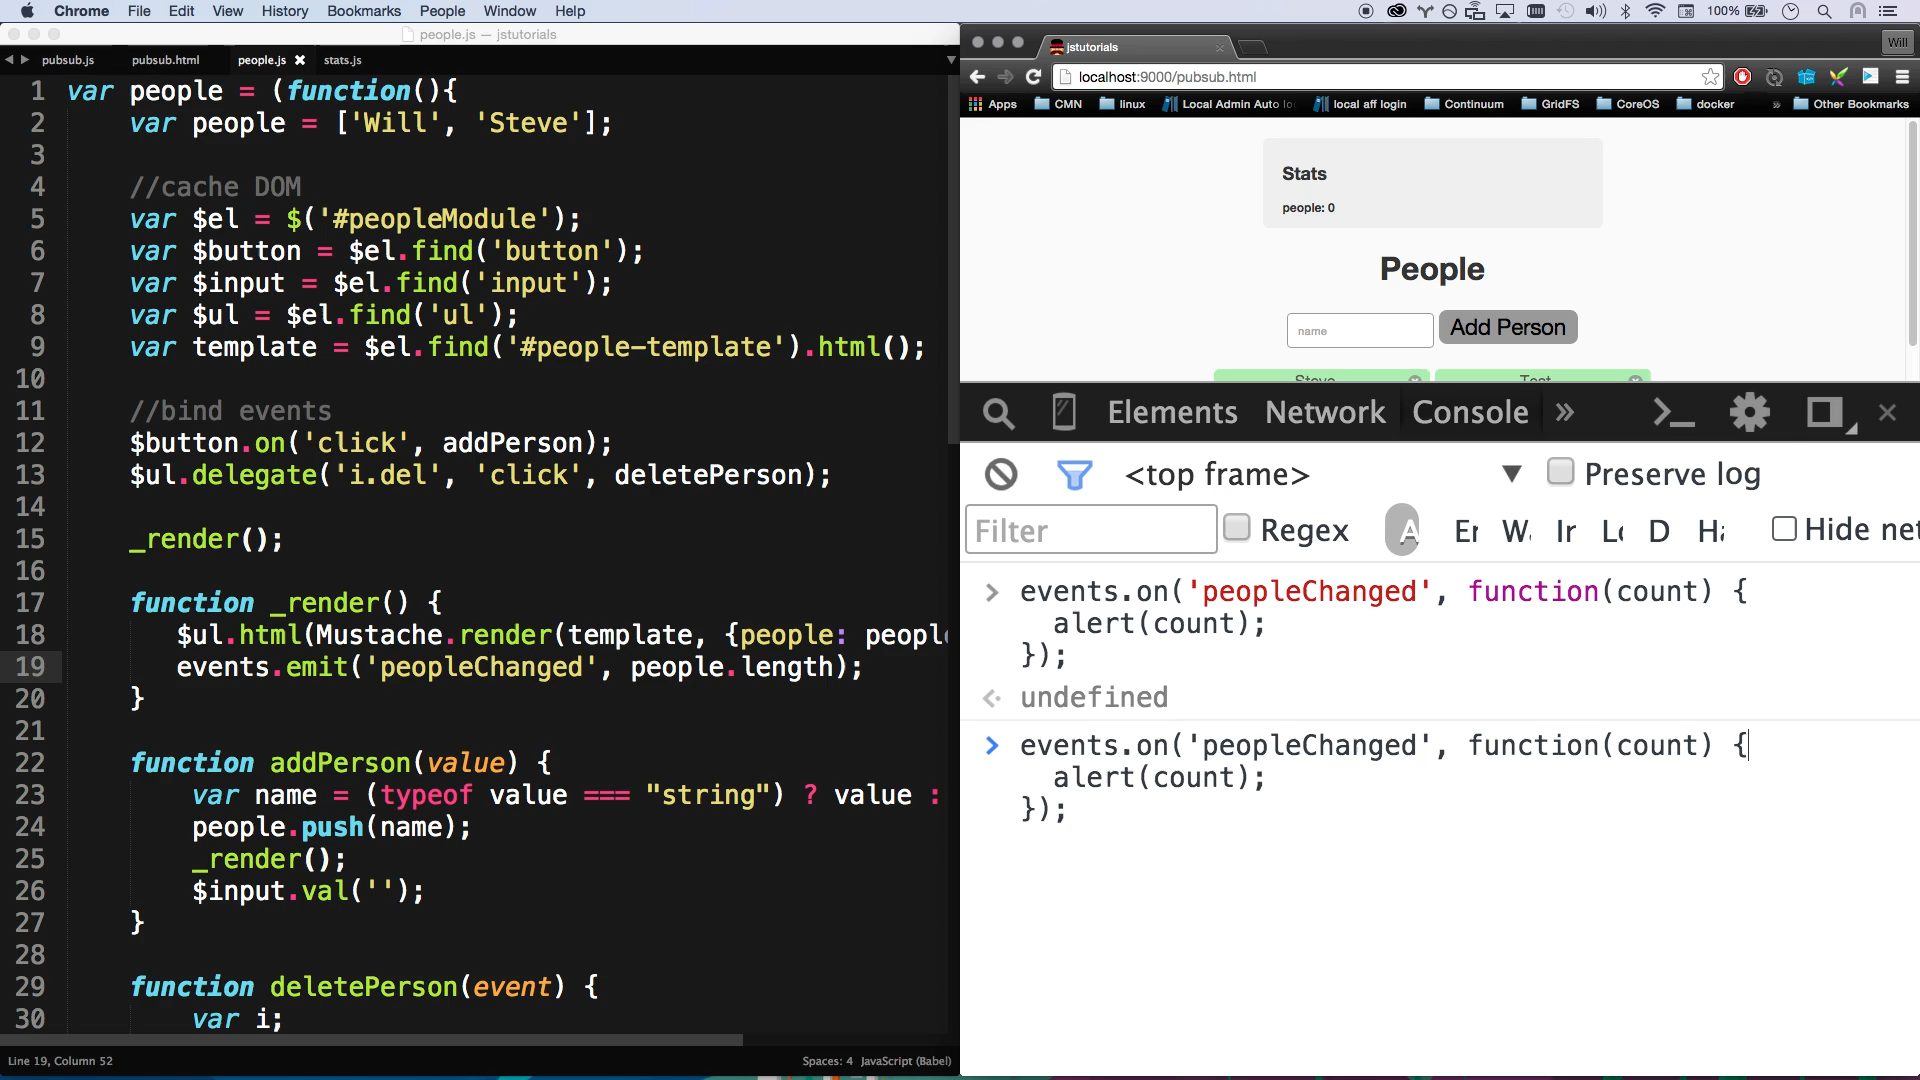 Chrome File Edit View History Bookmarks People Window Help 100%
people.js — jstutorials
pubsub.js pubsub.html people.js stats.js
1 var people = (function(){
2 var people = ['Will', 'Steve'];
3
4 //cache DOM
5 var $el = $('#peopleModule');
6 var $button = $el.find('button');
7 var $input = $el.find('input');
8 var $ul = $el.find('ul');
9 var template = $el.find('#people-template').html();
10
11 //bind events
12 $button.on('click', addPerson);
13 $ul.delegate('i.del', 'click', deletePerson);
14
15 _render();
16
17 function _render() {
18 $ul.html(Mustache.render(template, {people: people
19 events.emit('peopleChanged', people.length);
20 }
21
22 function addPerson(value) {
23 var name = (typeof value === "string") ? value :
24 people.push(name);
25 _render();
26 $input.val('');
27 }
28
29 function deletePerson(event) {
30 var i;
Line 19, Column 52 Spaces: 4 JavaScript (Babel)
jstutorials Will
localhost:9000/pubsub.html
Apps CMN linux Local Admin Auto lo local aff login Continuum GridFS CoreOS docker » Other Bookmarks
Stats
people: 0
People
name Add Person
Steve Test
Elements Network Console »
<top frame> Preserve log
Filter Regex A Er W Ir Lo D Ha Hide net
> events.on('peopleChanged', function(count) {
alert(count);
});
undefined
> events.on('peopleChanged', function(count) {
alert(count);
});